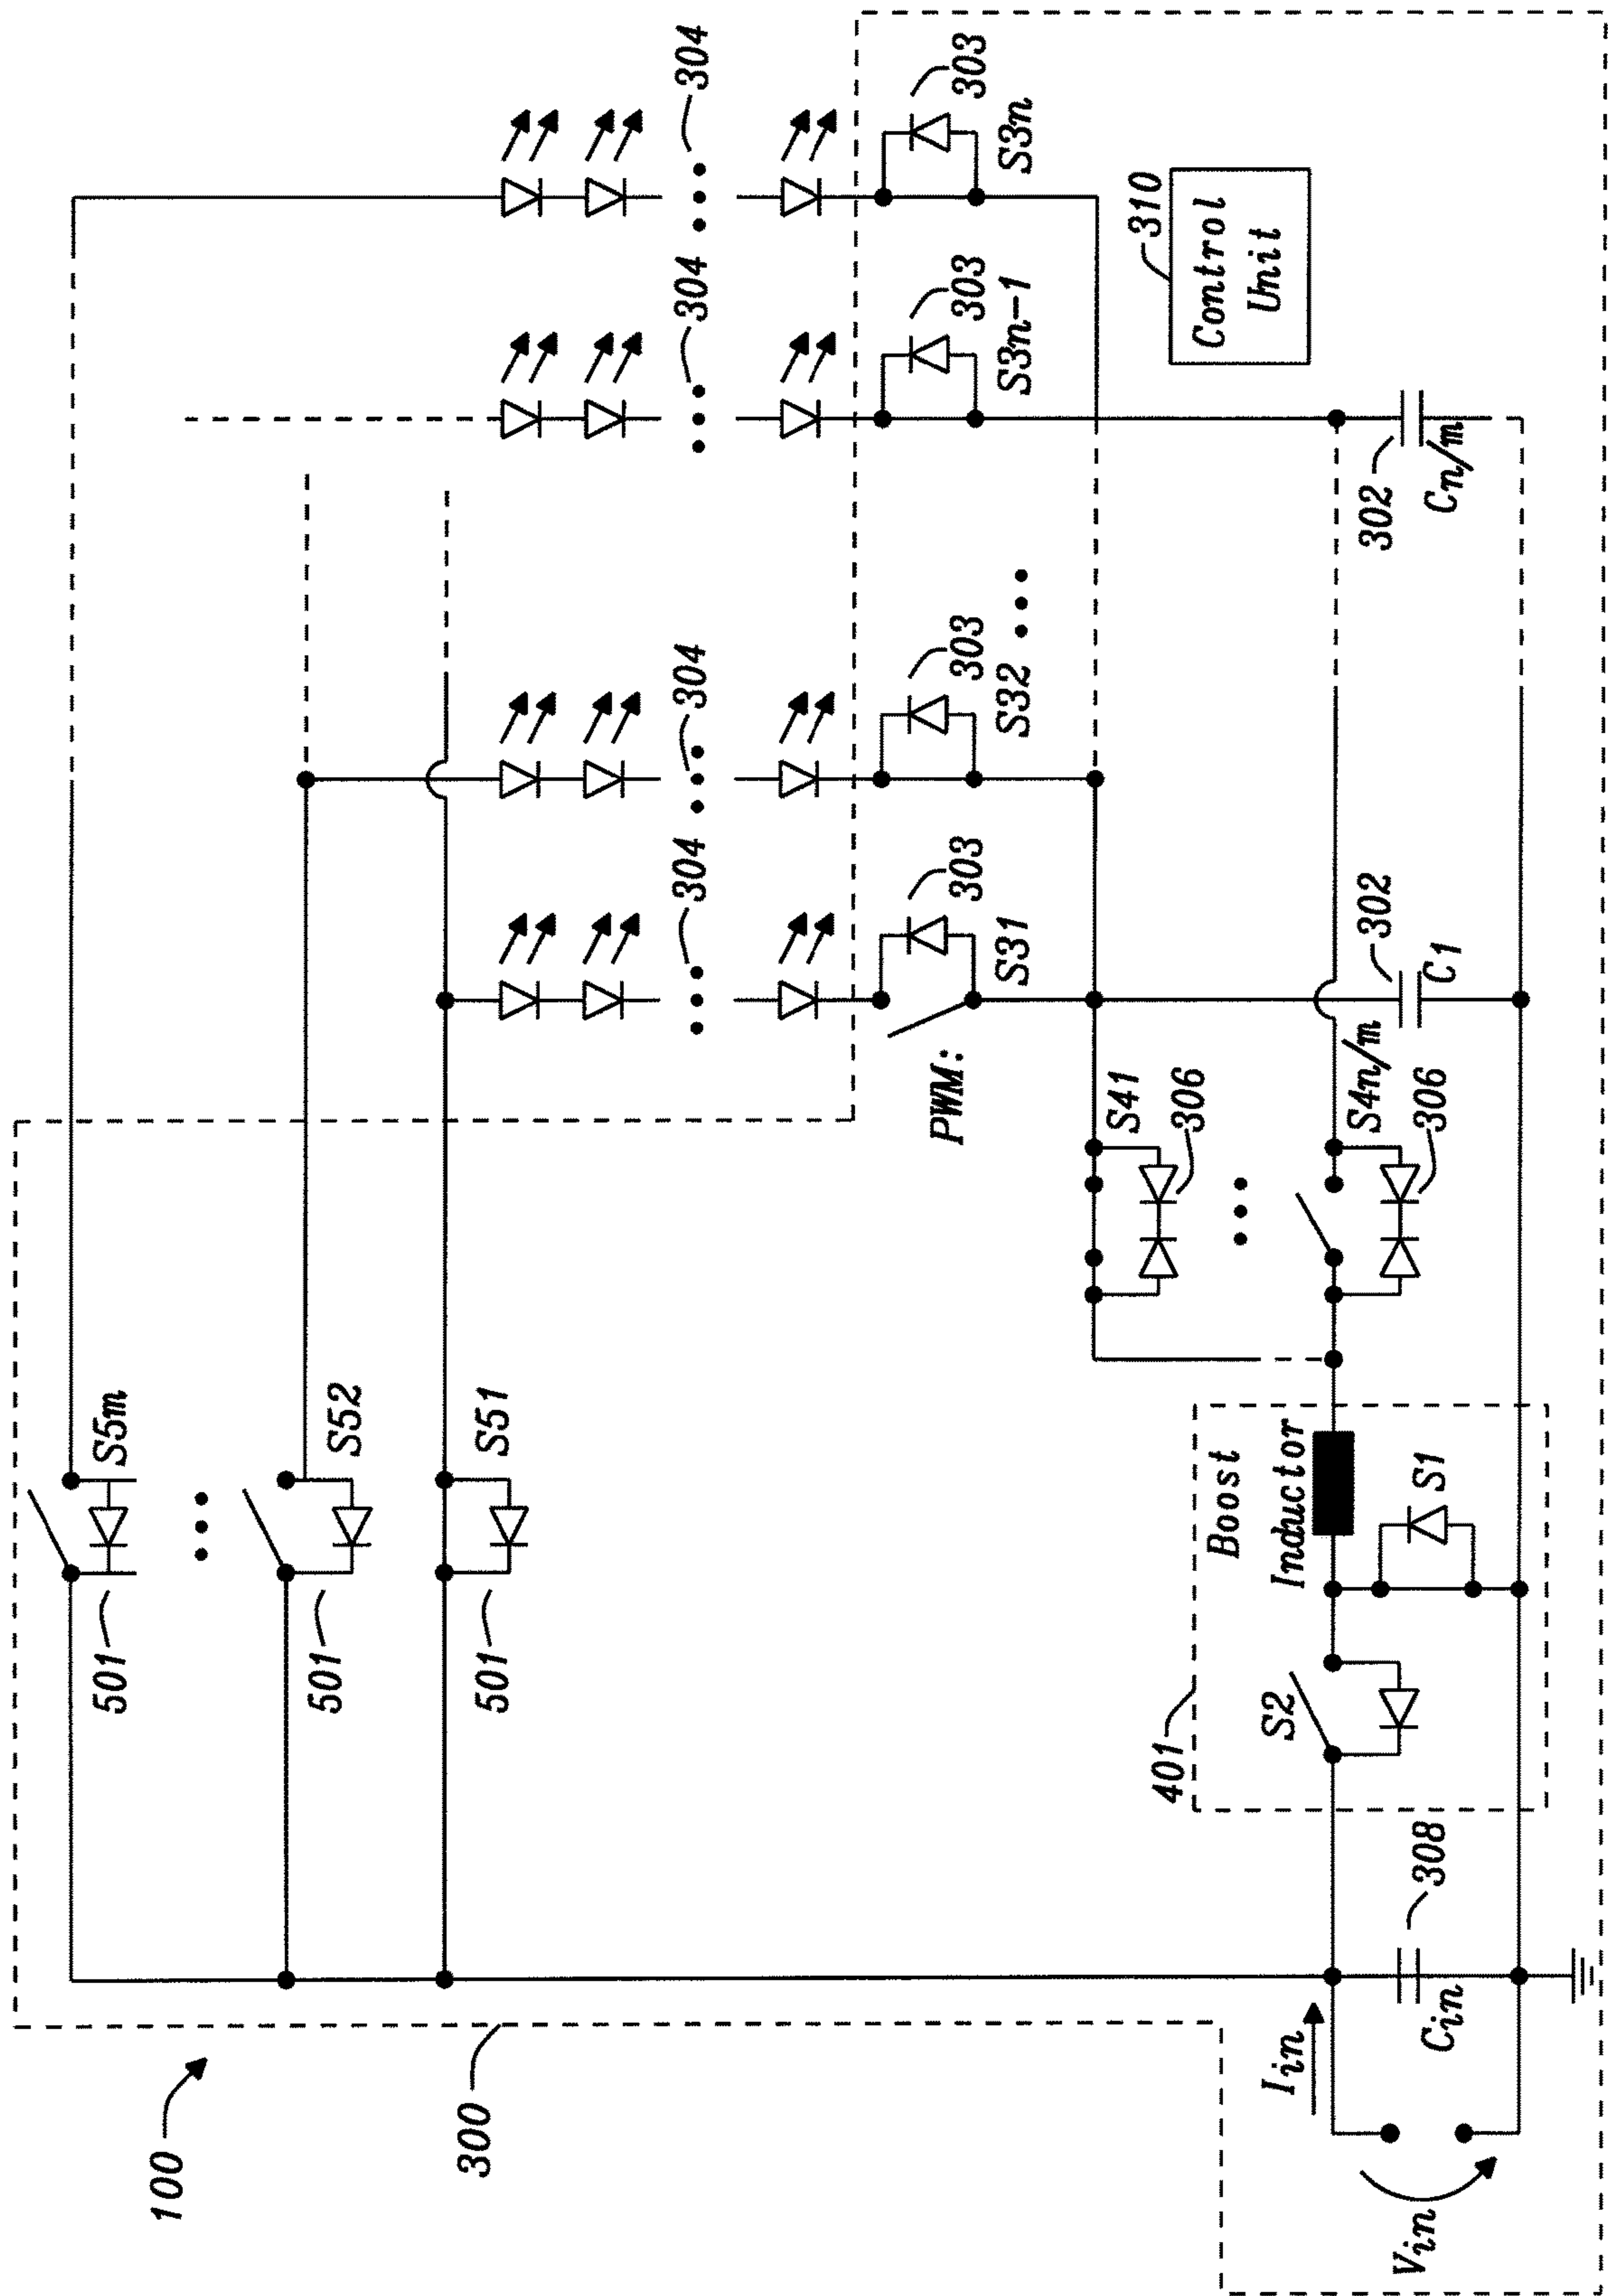 100
300
501
S5m
501
S52
501
S51
304
304
304
304
303
S31
PWM:
303
S32
303
S3n-1
303
S3n
S41
306
S4n/m
306
401
Boost
Inductor
S2
S1
302
C1
302
Cn/m
310
Control
Unit
Iin
Vin
Cin
308